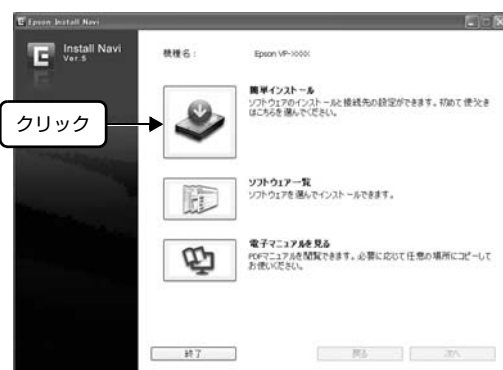 Epson Install Navi
Install Navi
Ver.5
機種名：
Epson VP-XXXX
クリック
簡単インストール
ソフトウェアのインストールと接続先の設定ができます。初めて使うとき
はこちらを選んでください。
ソフトウェア一覧
ソフトウェアを選んでインストールできます。
電子マニュアルを見る
PDFマニュアルを閲覧できます。必要に応じて任意の場所にコピーして
お使いください。
終了
戻る
次へ